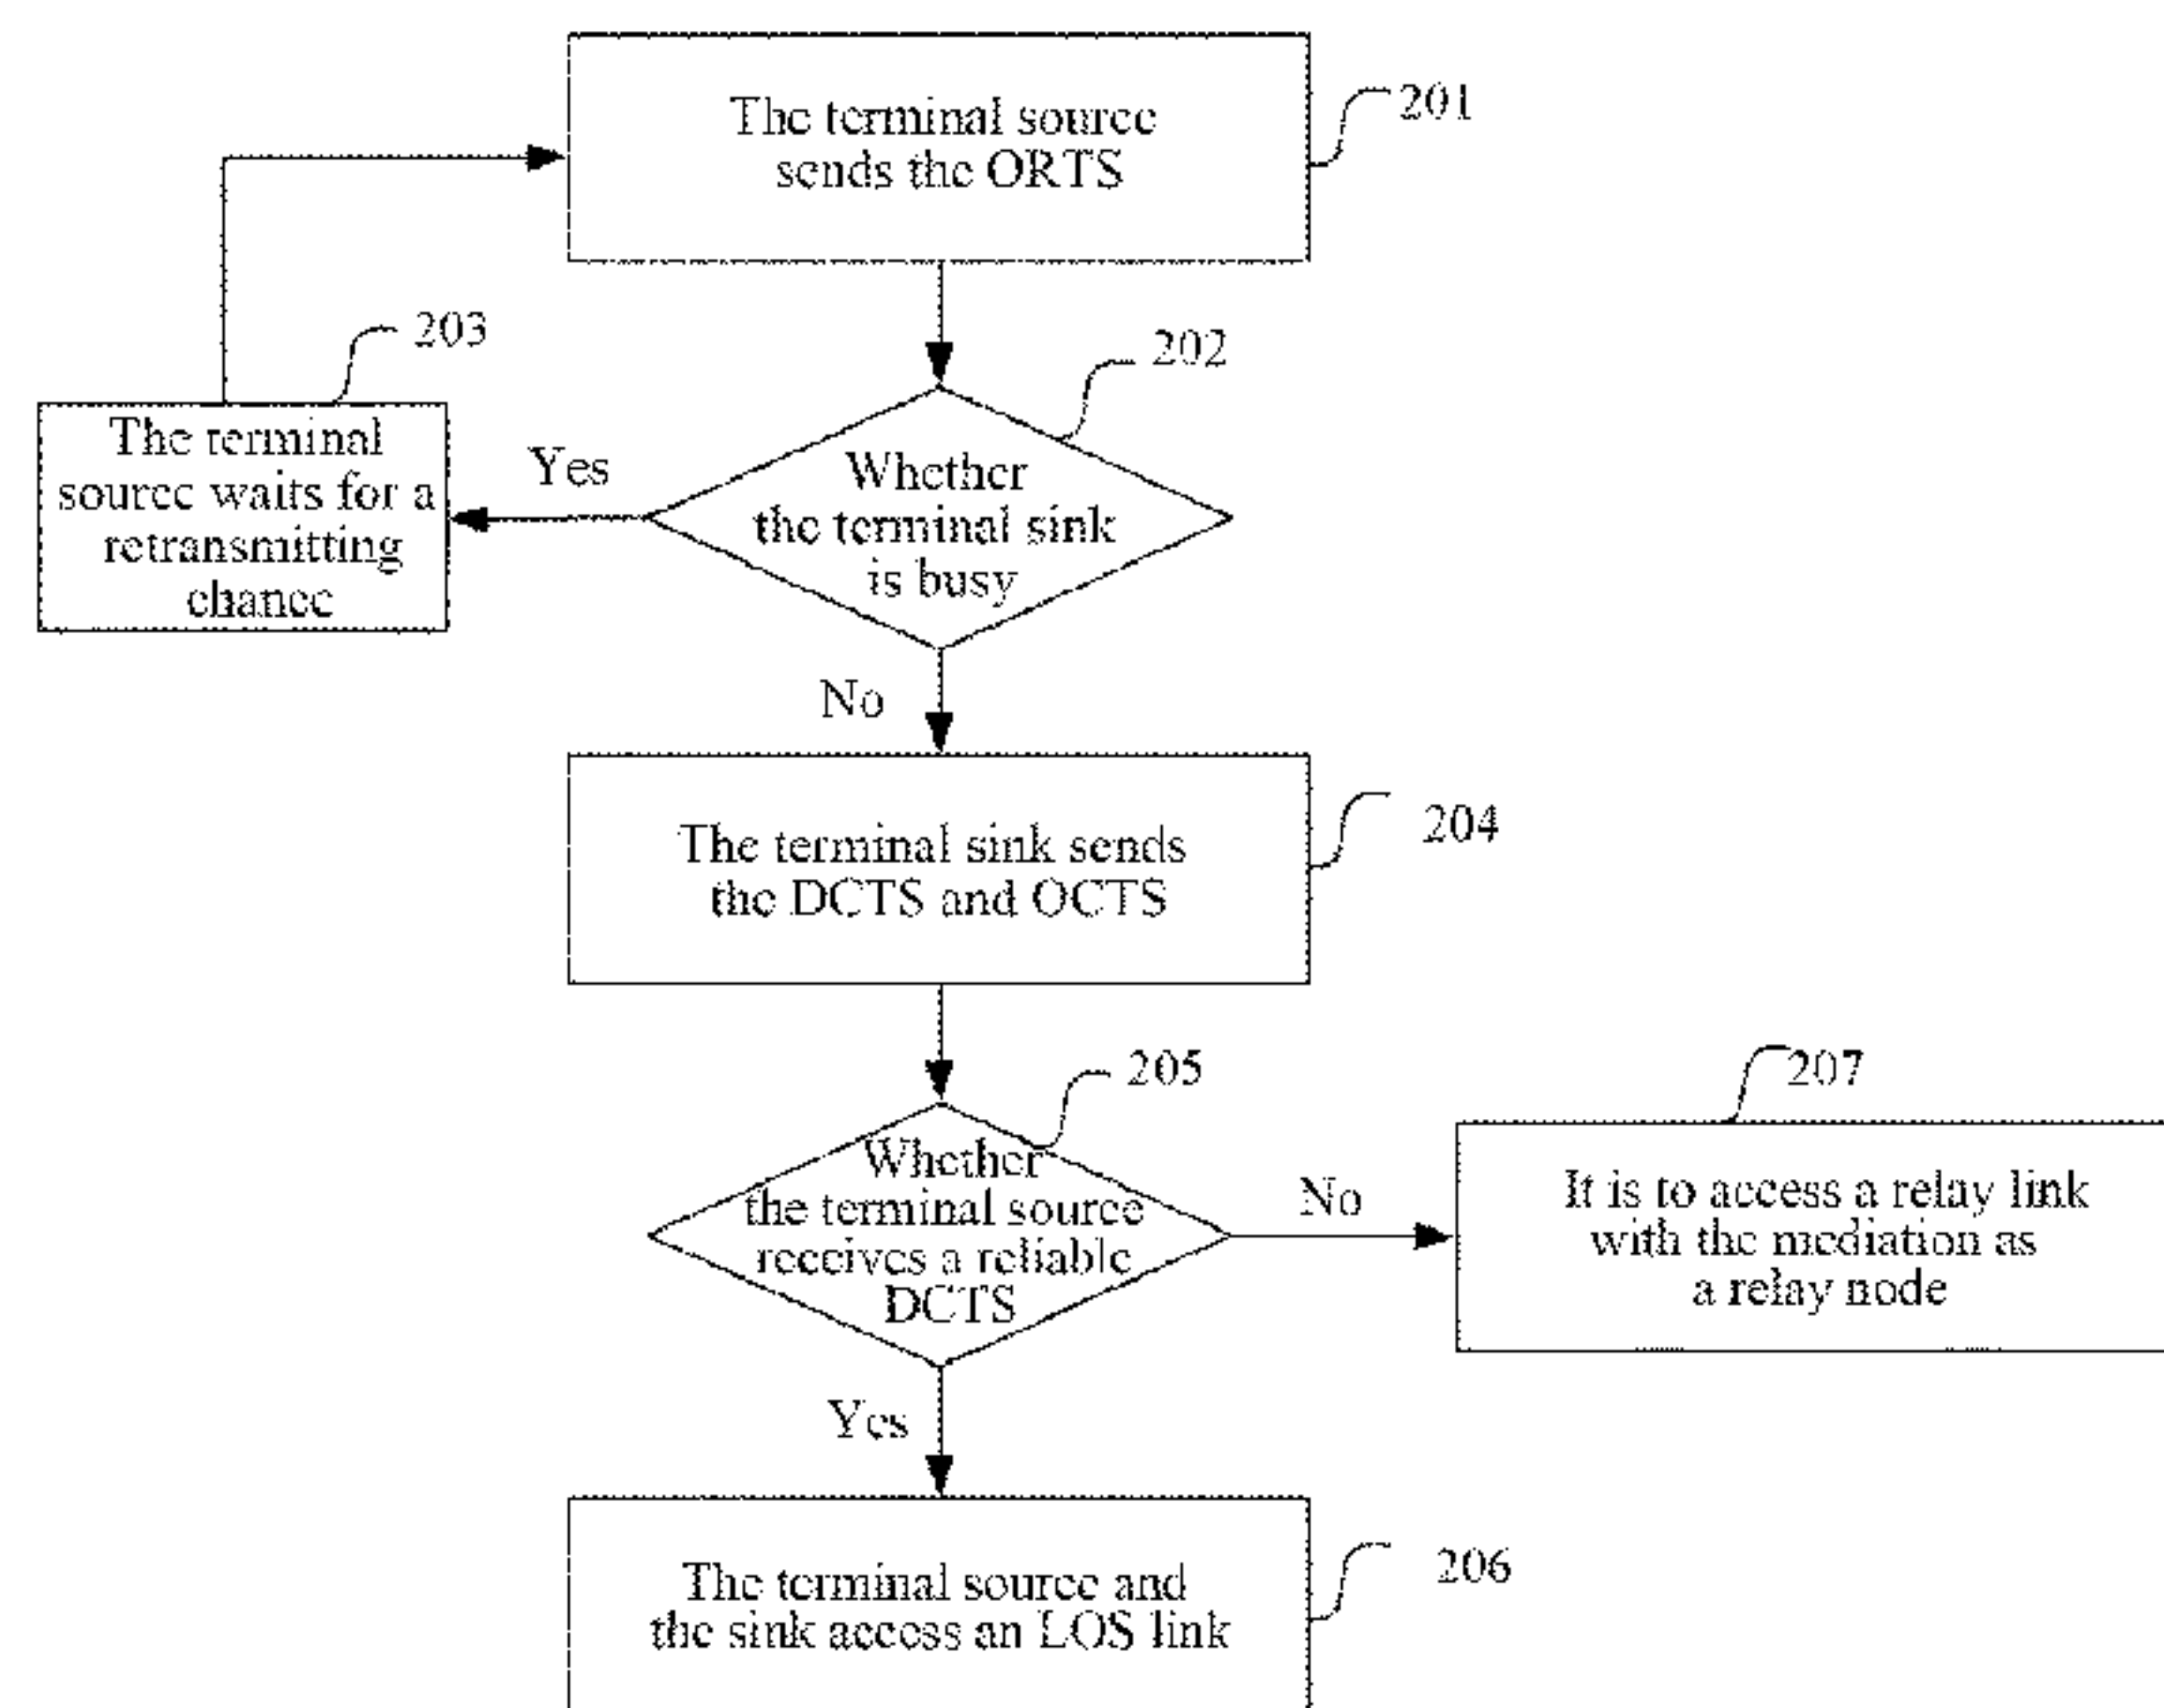 The terminal source
sends the ORTS
201
203
202
The terminal
source waits for a
retransmitting
chance
Yes
Whether
the terminal sink
is busy
No
The terminal sink sends
the DCTS and OCTS
204
205
207
Whether
the terminal source
receives a reliable
DCTS
No
It is to access a relay link
with the mediation as
a relay node
Yes
The terminal source and
the sink access an LOS link
206